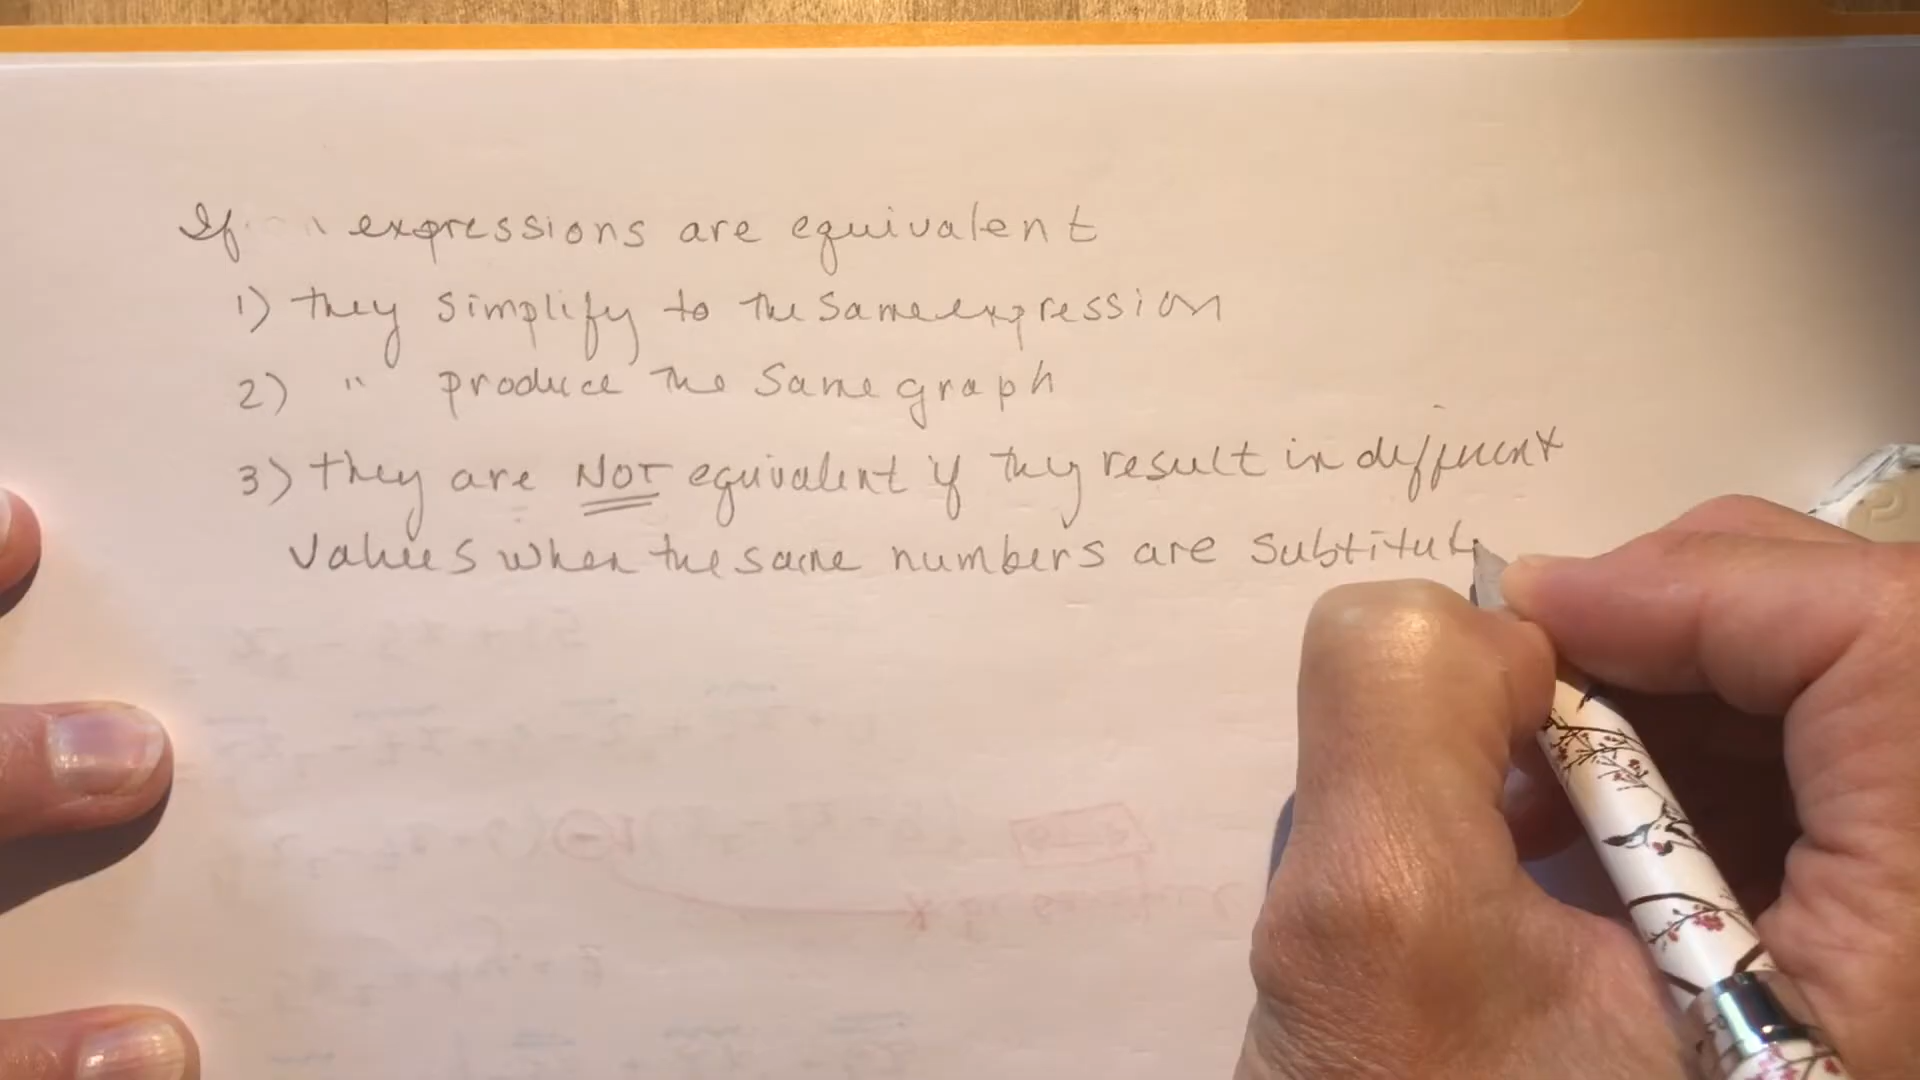 If expressions are equivalent
1) they simplify to the same expression
2) " produce the same graph
3) they are NOT equivalent if they result in different
values when the same numbers are substitut